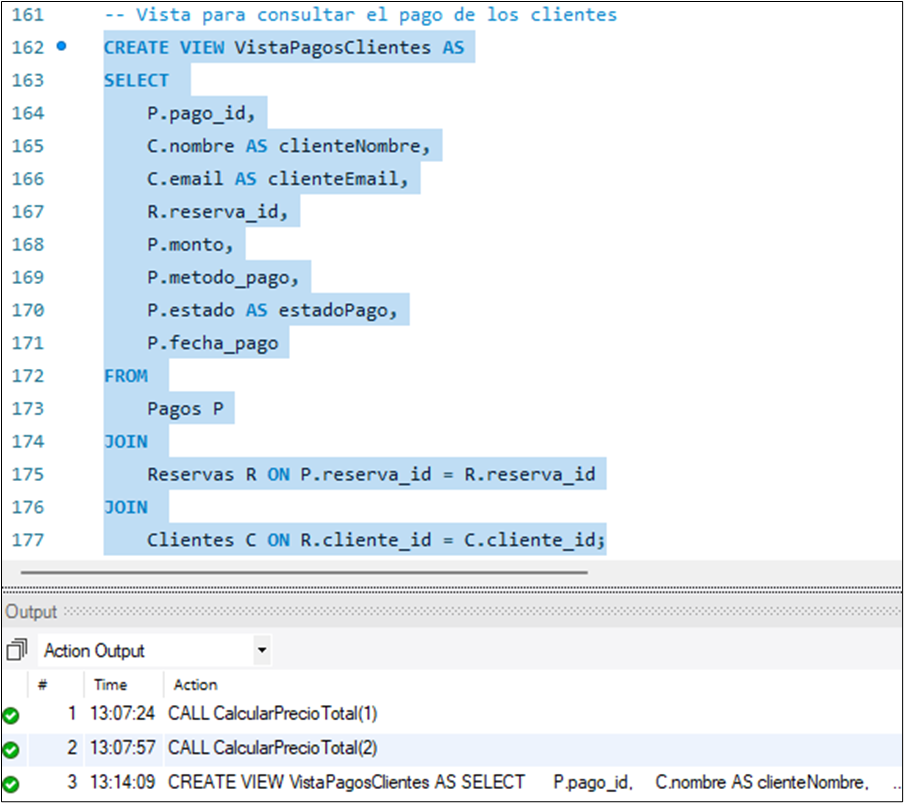 161 -- Vista para consultar el pago de los clientes
162 CREATE VIEW VistaPagosClientes AS
163 SELECT
164 P.pago_id,
165 C.nombre AS clienteNombre,
166 C.email AS clienteEmail,
167 R.reserva_id,
168 P.monto,
169 P.metodo_pago,
170 P.estado AS estadoPago,
171 P.fecha_pago
172 FROM
173 Pagos P
174 JOIN
175 Reservas R ON P.reserva_id = R.reserva_id
176 JOIN
177 Clientes C ON R.cliente_id = C.cliente_id;
Output
Action Output
# Time Action
1 13:07:24 CALL CalcularPrecioTotal(1)
2 13:07:57 CALL CalcularPrecioTotal(2)
3 13:14:09 CREATE VIEW VistaPagosClientes AS SELECT P.pago_id, C.nombre AS clienteNombre, ..